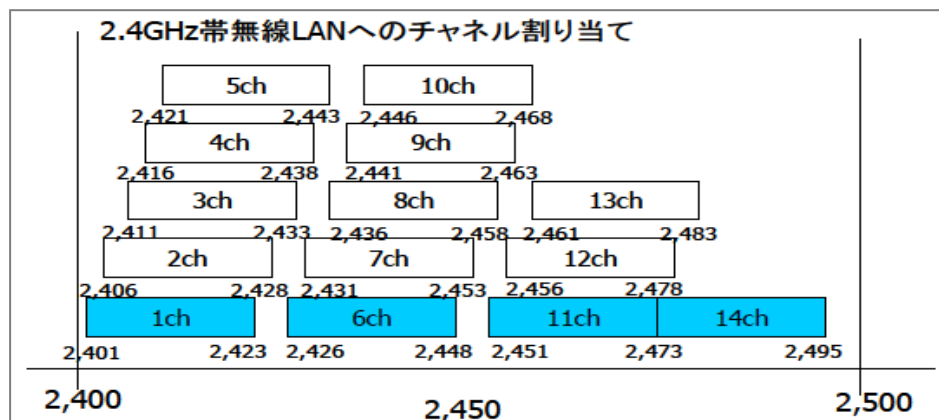 2.4GHz帯無線LANへのチャネル割り当て
5ch 10ch
2,421 2,443 2,446 2,468
4ch 9ch
2,416 2,438 2,441 2,463
3ch 8ch 13ch
2,411 2,433 2,436 2,458 2,461 2,483
2ch 7ch 12ch
2,406 2,428 2,431 2,453 2,456 2,478
1ch 6ch 11ch 14ch
2,401 2,423 2,426 2,448 2,451 2,473 2,495
2,400 2,450 2,500